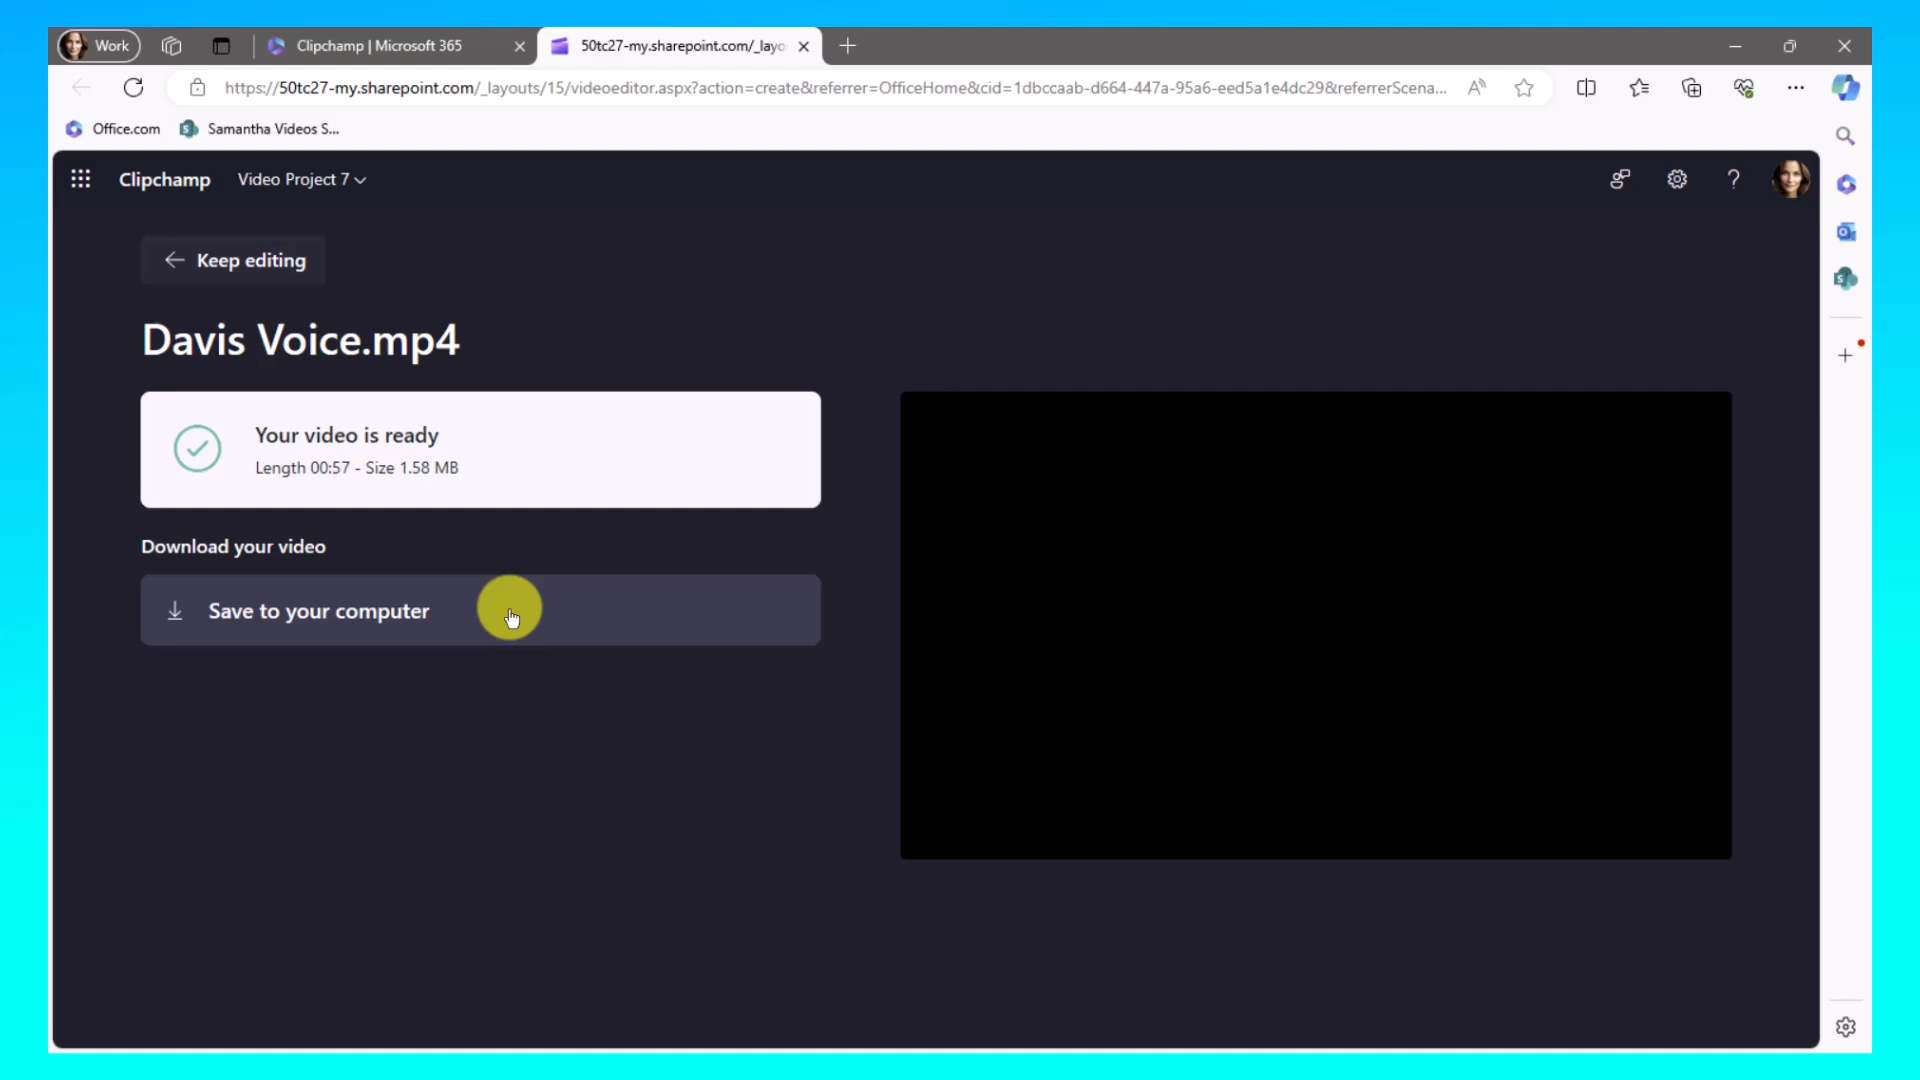 Work
Clipchamp | Microsoft 365
50tc27-my.sharepoint.com/_layo
https://50tc27-my.sharepoint.com/_layouts/15/videoeditor.aspx?action=create&referrer=OfficeHome&cid=1dbccaab-d664-447a-95a6-eed5a1e4dc29&referrerScena...
Office.com
Samantha Videos S...
Clipchamp
Video Project 7
Keep editing
Davis Voice.mp4
Your video is ready
Length 00:57 - Size 1.58 MB
Download your video
Save to your computer